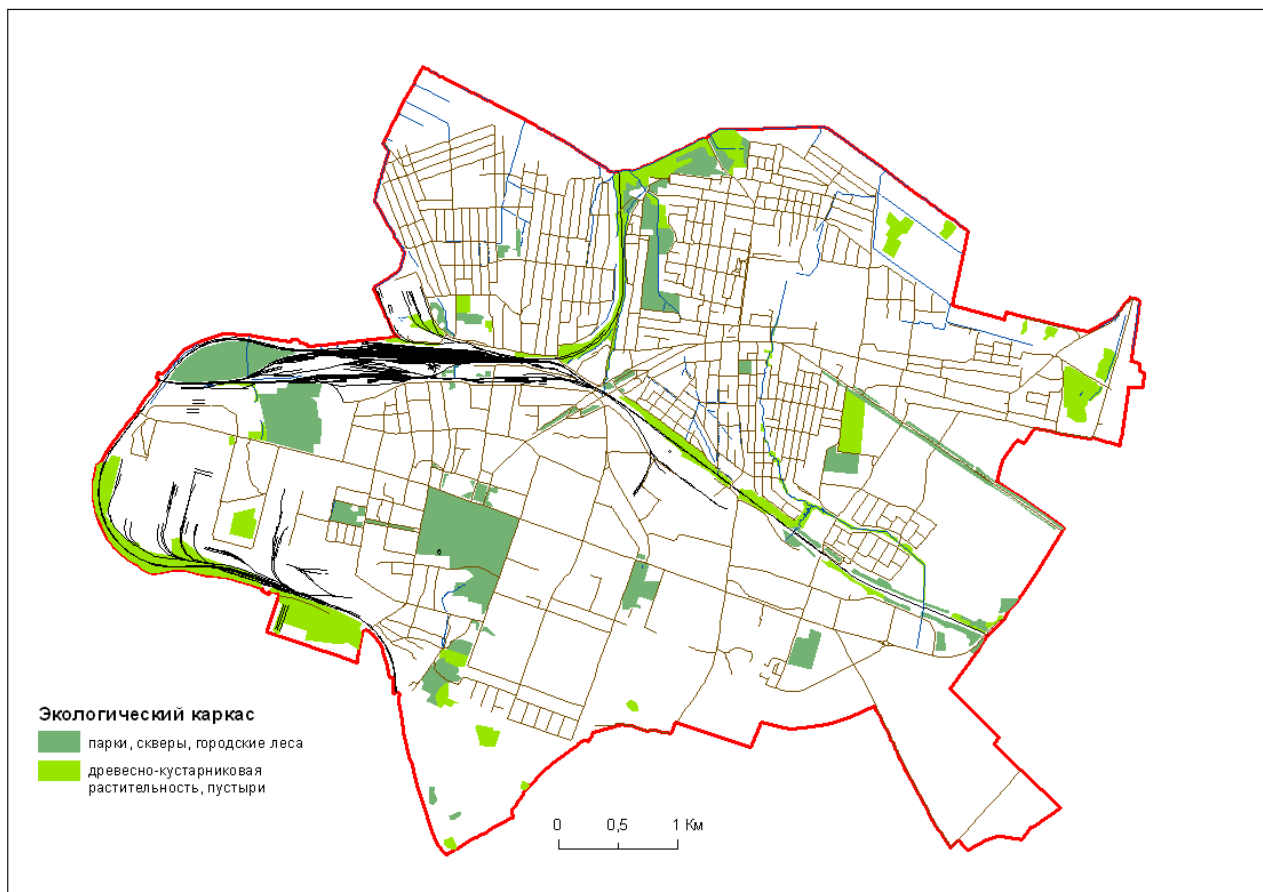 Экологический каркас
парки, скверы, городские леса
древесно-кустарниковая
растительность, пустыри
0 0,5 1 Км